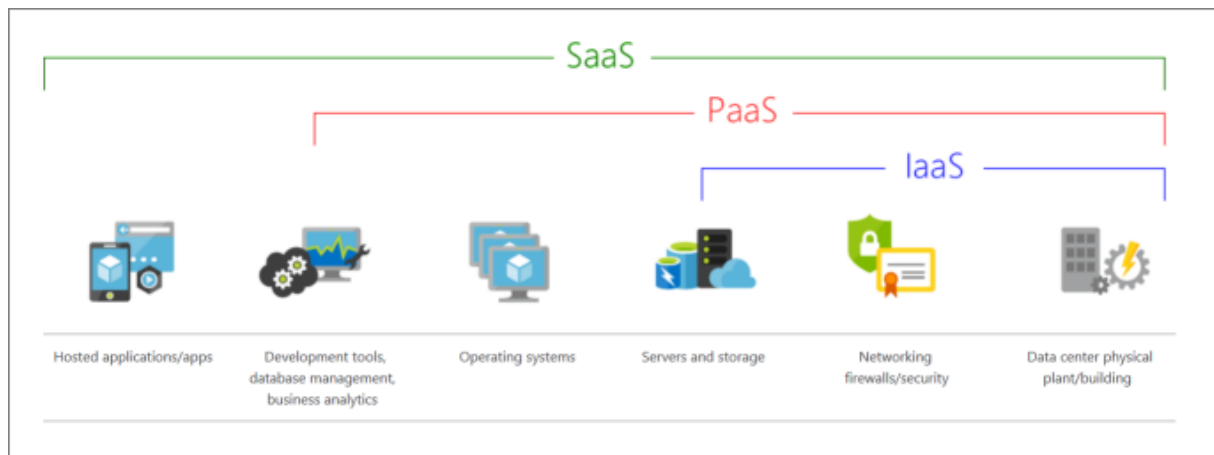 SaaS
PaaS
IaaS
Hosted applications/apps
Development tools,
database management,
business analytics
Operating systems
Servers and storage
Networking
firewalls/security
Data center physical
plant/building